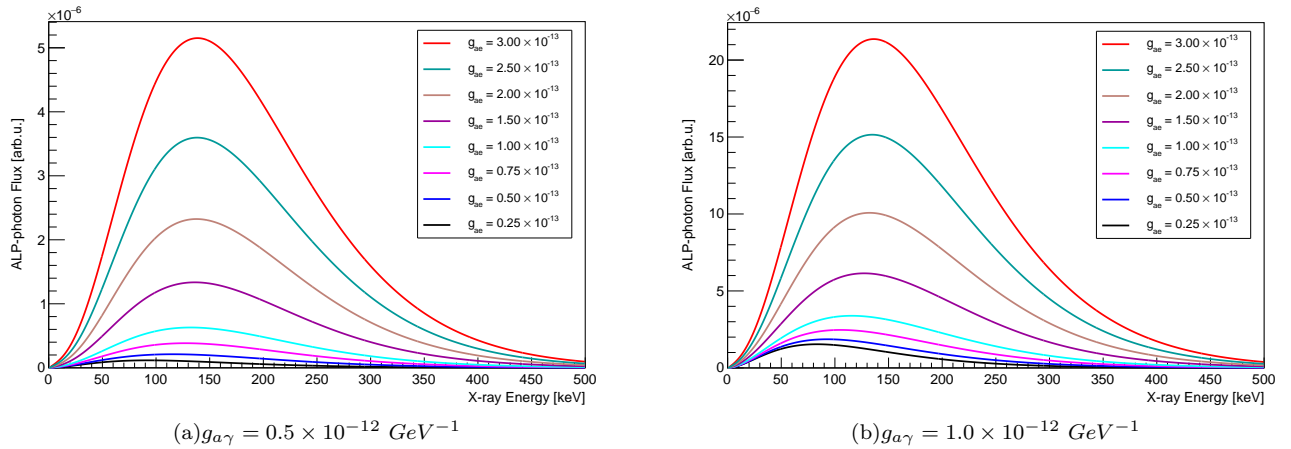 ×10⁻⁶
ALP-photon Flux [arb.u.]
5
4
3
2
1
0
g_ae = 3.00 × 10⁻¹³
g_ae = 2.50 × 10⁻¹³
g_ae = 2.00 × 10⁻¹³
g_ae = 1.50 × 10⁻¹³
g_ae = 1.00 × 10⁻¹³
g_ae = 0.75 × 10⁻¹³
g_ae = 0.50 × 10⁻¹³
g_ae = 0.25 × 10⁻¹³
0 50 100 150 200 250 300 350 400 450 500
X-ray Energy [keV]
(a)g_aγ = 0.5 × 10⁻¹² GeV⁻¹
×10⁻⁶
ALP-photon Flux [arb.u.]
20
15
10
5
0
g_ae = 3.00 × 10⁻¹³
g_ae = 2.50 × 10⁻¹³
g_ae = 2.00 × 10⁻¹³
g_ae = 1.50 × 10⁻¹³
g_ae = 1.00 × 10⁻¹³
g_ae = 0.75 × 10⁻¹³
g_ae = 0.50 × 10⁻¹³
g_ae = 0.25 × 10⁻¹³
0 50 100 150 200 250 300 350 400 450 500
X-ray Energy [keV]
(b)g_aγ = 1.0 × 10⁻¹² GeV⁻¹